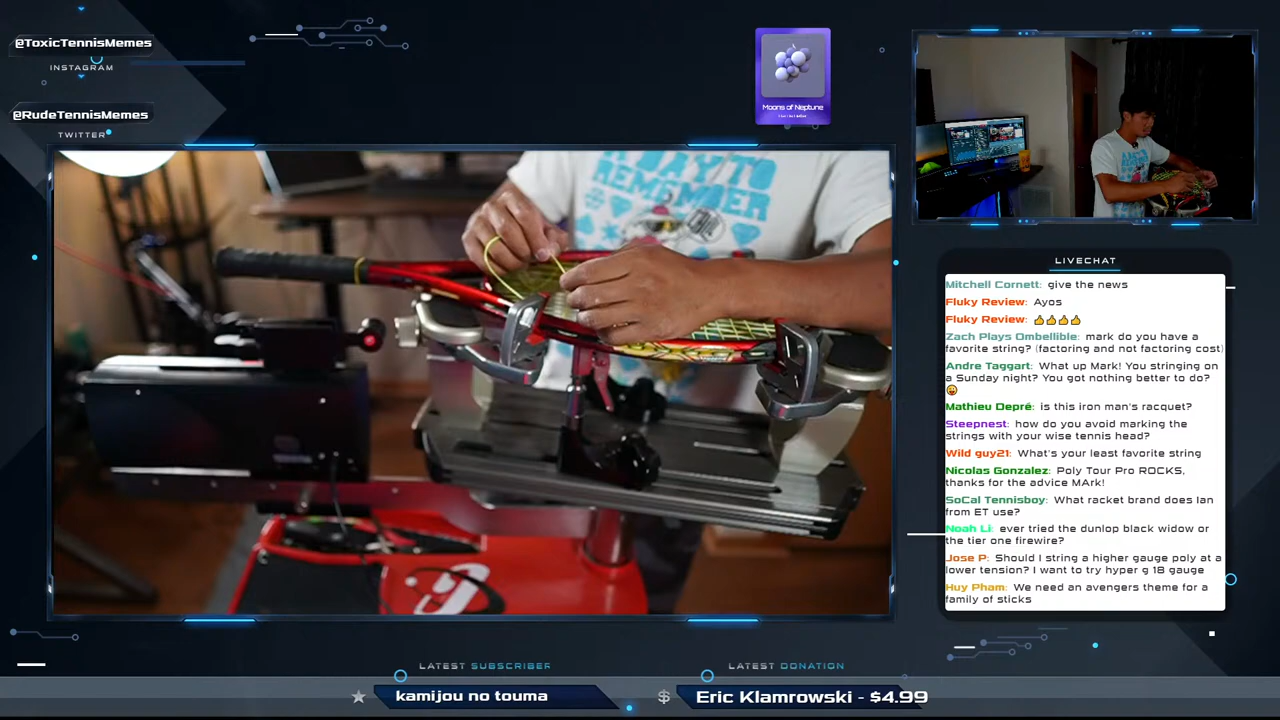 @ToxicTennisMemes
INSTAGRAM
@RudeTennisMemes
TWITTER
Moons of Neptune
DAY TO
REMEMBER
LIVECHAT
Mitchell Cornett: give the news
Fluky Review: Ayos
Fluky Review: 👍👍👍👍
Zach Plays Ombellible: mark do you have a
favorite string? (factoring and not factoring cost)
Andre Taggart: What up Mark! You stringing on
a Sunday night? You got nothing better to do?
😛
Mathieu Depré: is this iron man's racquet?
Steepnest: how do you avoid marking the
strings with your wise tennis head?
Wild guy21: What's your least favorite string
Nicolas Gonzalez: Poly Tour Pro ROCKS,
thanks for the advice MArk!
SoCal Tennisboy: What racket brand does Ian
from ET use?
Noah Li: ever tried the dunlop black widow or
the tier one firewire?
Jose P: Should I string a higher gauge poly at a
lower tension? I want to try hyper g 18 gauge
Huy Pham: We need an avengers theme for a
family of sticks
LATEST SUBSCRIBER
LATEST DONATION
kamijou no touma
$ Eric Klamrowski - $4.99